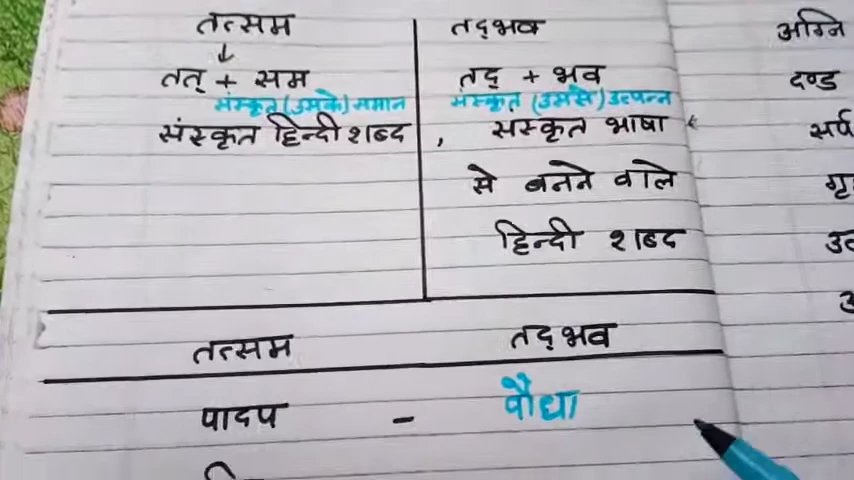 तत्सम
↓
तत् + सम
संस्कृत (उसके) समान
संस्कृत हिन्दी शब्द ,
तद्भव
तद् + भव
संस्कृत (उससे) उत्पन्न
संस्कृत भाषा
से बनने वाले
हिन्दी शब्द
तत्सम तद्भव
पादप - पौधा
अग्नि
दण्ड
सर्प